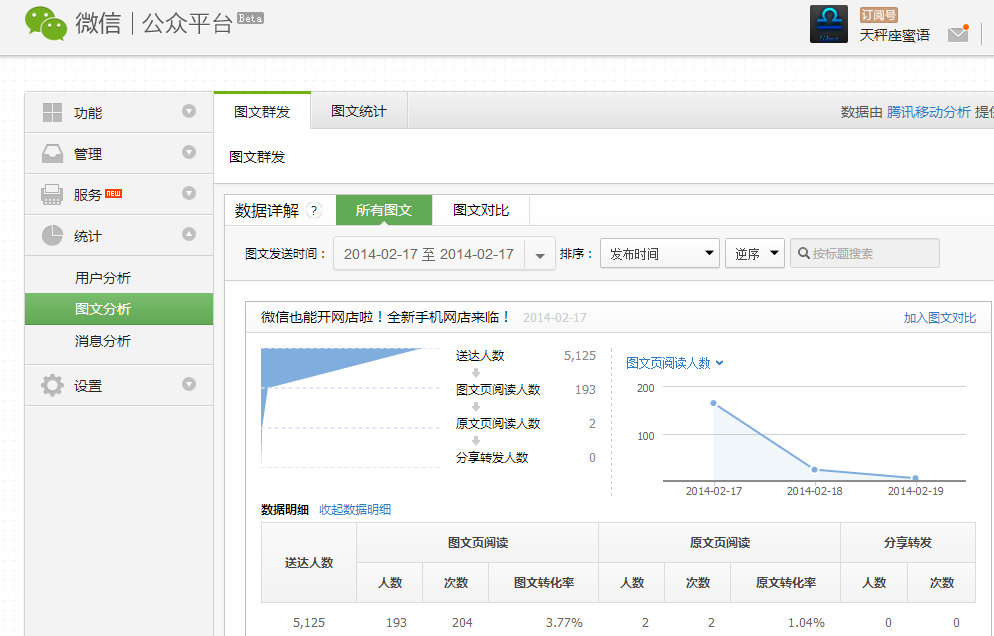 微信 公众平台 Beta
订阅号
天秤座蜜语
功能
管理
服务 NEW
统计
用户分析
图文分析
消息分析
设置
图文群发 图文统计 数据由 腾讯移动分析
图文群发
数据详解 ? 所有图文 图文对比
图文发送时间： 2014-02-17 至 2014-02-17 排序： 发布时间 逆序 按标题搜索
微信也能开网店啦！全新手机网店来临！ 2014-02-17 加入图文对比
送达人数 5,125
图文页阅读人数 193
原文页阅读人数 2
分享转发人数 0
图文页阅读人数
200
100
2014-02-17 2014-02-18 2014-02-19
数据明细 收起数据明细
送达人数 图文页阅读 原文页阅读 分享转发
人数 次数 图文转化率 人数 次数 原文转化率 人数 次数
5,125 193 204 3.77% 2 2 1.04% 0 0